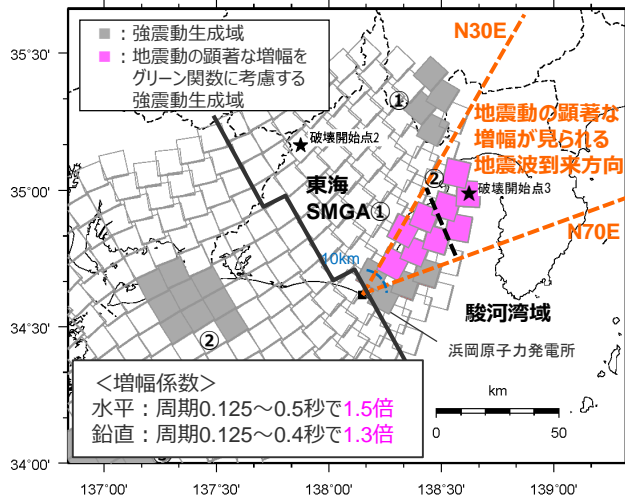 ■：強震動生成域
■：地震動の顕著な増幅を
グリーン関数に考慮する
強震動生成域
N30E
地震動の顕著な
増幅が見られる
地震波到来方向
①
破壊開始点2
②
破壊開始点3
東海
SMGA①
N70E
10km
駿河湾域
浜岡原子力発電所
②
＜増幅係数＞
水平：周期0.125～0.5秒で1.5倍
鉛直：周期0.125～0.4秒で1.3倍
km
0 50
35°30'
35°00'
34°30'
34°00'
137°00' 137°30' 138°00' 138°30' 139°00'